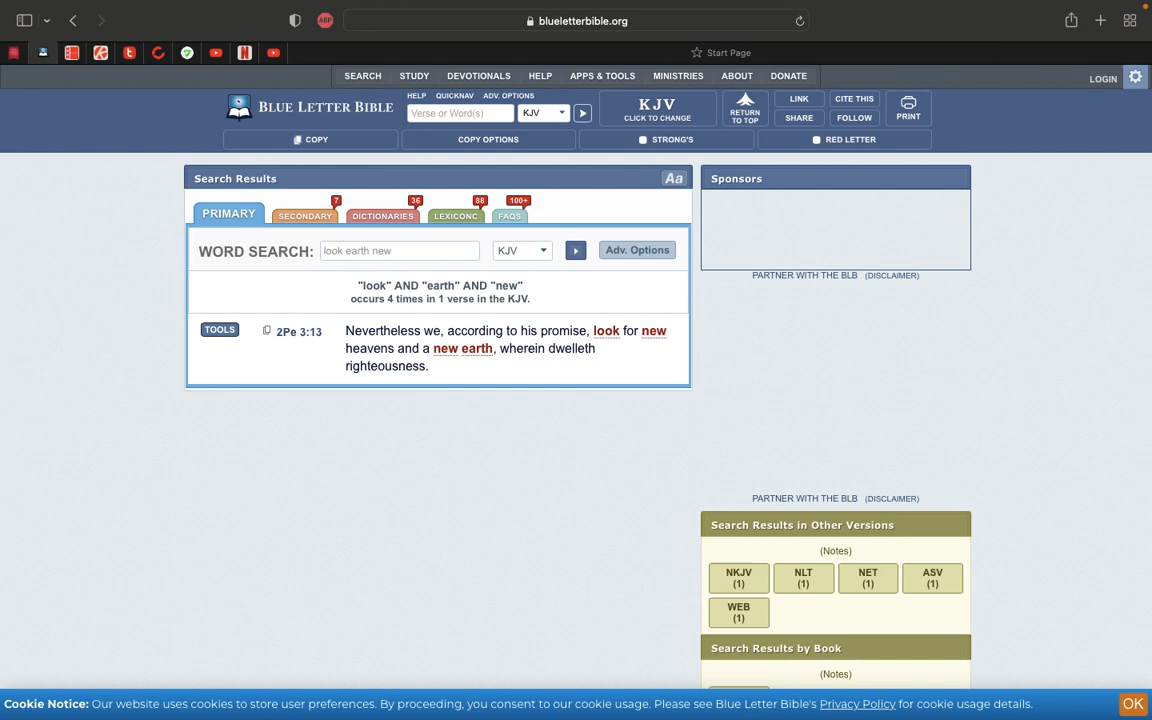 blueletterbible.org
ABP
Start Page
SEARCH STUDY DEVOTIONALS HELP APPS & TOOLS MINISTRIES ABOUT DONATE
LOGIN
BLUE LETTER BIBLE
HELP QUICKNAV ADV. OPTIONS
Verse or Word(s)
KJV
KJV
CLICK TO CHANGE
RETURN
TO TOP
LINK
CITE THIS
SHARE
FOLLOW
PRINT
COPY
COPY OPTIONS
STRONG'S
RED LETTER
Search Results
Aa
PRIMARY
SECONDARY 7
DICTIONARIES 36
LEXICONC 88
FAQS 100+
WORD SEARCH: look earth new KJV Adv. Options
"look" AND "earth" AND "new"
occurs 4 times in 1 verse in the KJV.
TOOLS 2Pe 3:13 Nevertheless we, according to his promise, look for new
heavens and a new earth, wherein dwelleth
righteousness.
Sponsors
PARTNER WITH THE BLB (DISCLAIMER)
PARTNER WITH THE BLB (DISCLAIMER)
Search Results in Other Versions
(Notes)
NKJV
(1)
NLT
(1)
NET
(1)
ASV
(1)
WEB
(1)
Search Results by Book
(Notes)
Cookie Notice: Our website uses cookies to store user preferences. By proceeding, you consent to our cookie usage. Please see Blue Letter Bible's Privacy Policy for cookie usage details.
OK